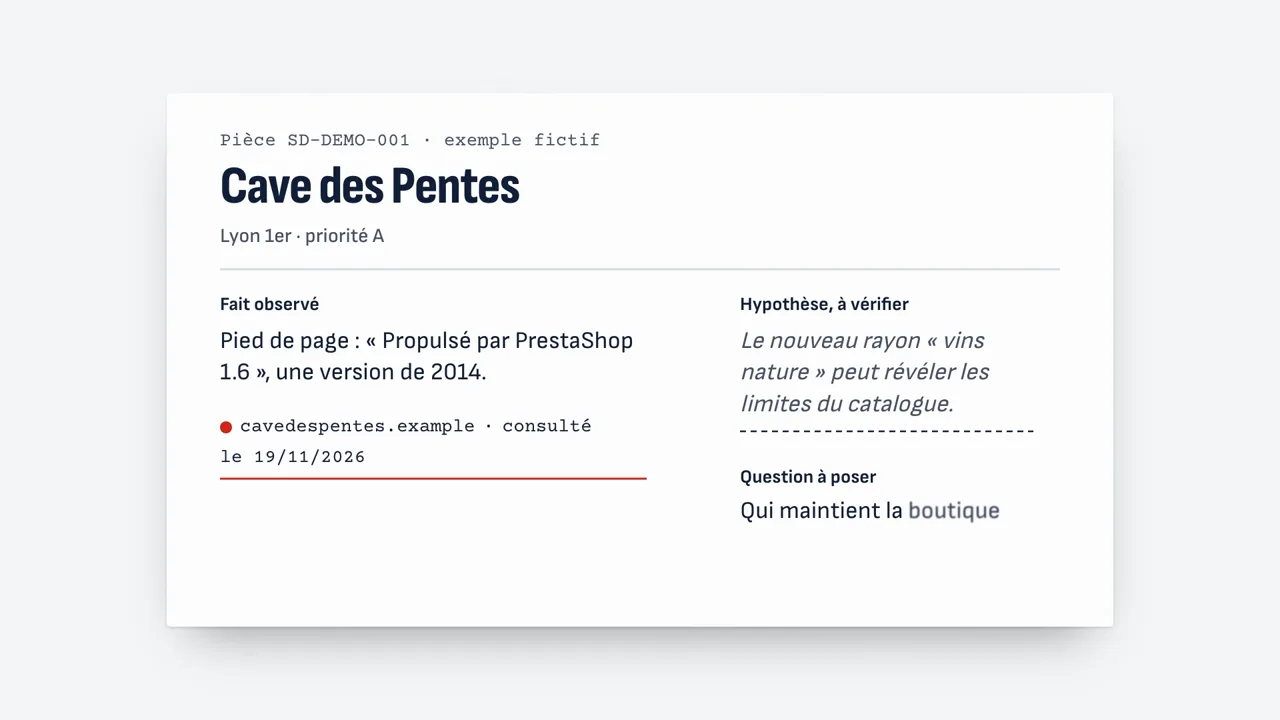 Pièce SD-DEMO-001 · exemple fictif
Cave des Pentes
Lyon 1er · priorité A
Fait observé
Pied de page : « Propulsé par PrestaShop
1.6 », une version de 2014.
cavedespentes.example · consulté
le 19/11/2026
Hypothèse, à vérifier
Le nouveau rayon « vins
nature » peut révéler les
limites du catalogue.
Question à poser
Qui maintient la boutique